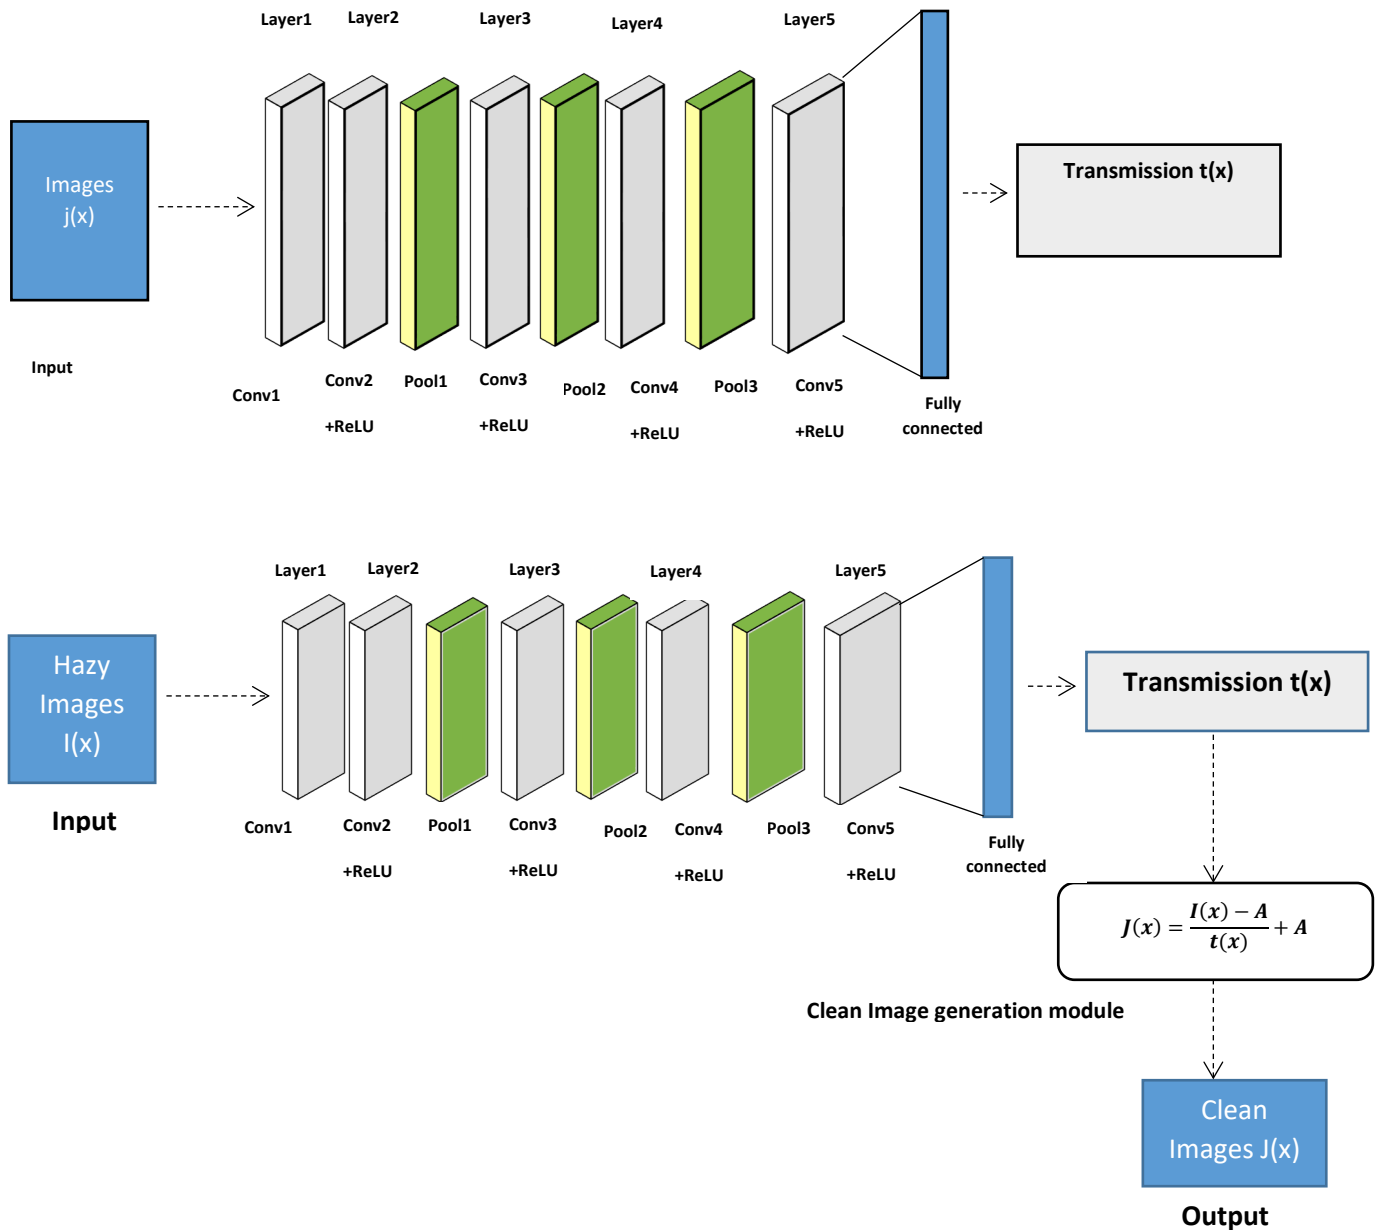 Layer1 Layer2 Layer3 Layer4 Layer5
Images
j(x)
Transmission t(x)
Input
Conv1 Conv2 Pool1 Conv3 Pool2 Conv4 Pool3 Conv5
+ReLU +ReLU +ReLU +ReLU
Fully
connected
Layer1 Layer2 Layer3 Layer4 Layer5
Hazy
Images
I(x)
Transmission t(x)
Input
Conv1 Conv2 Pool1 Conv3 Pool2 Conv4 Pool3 Conv5
+ReLU +ReLU +ReLU +ReLU
Fully
connected
J(x) = \frac{I(x) − A}{t(x)} + A
Clean Image generation module
Clean
Images J(x)
Output